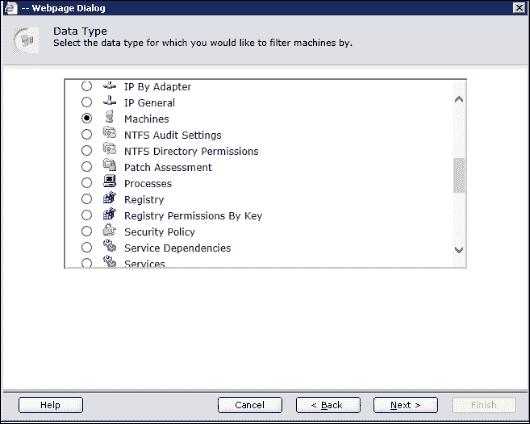 -- Webpage Dialog
Data Type
Select the data type for which you would like to filter machines by.
IP By Adapter
IP General
Machines
NTFS Audit Settings
NTFS Directory Permissions
Patch Assessment
Processes
Registry
Registry Permissions By Key
Security Policy
Service Dependencies
Services
Help
Cancel
< Back
Next >
Finish